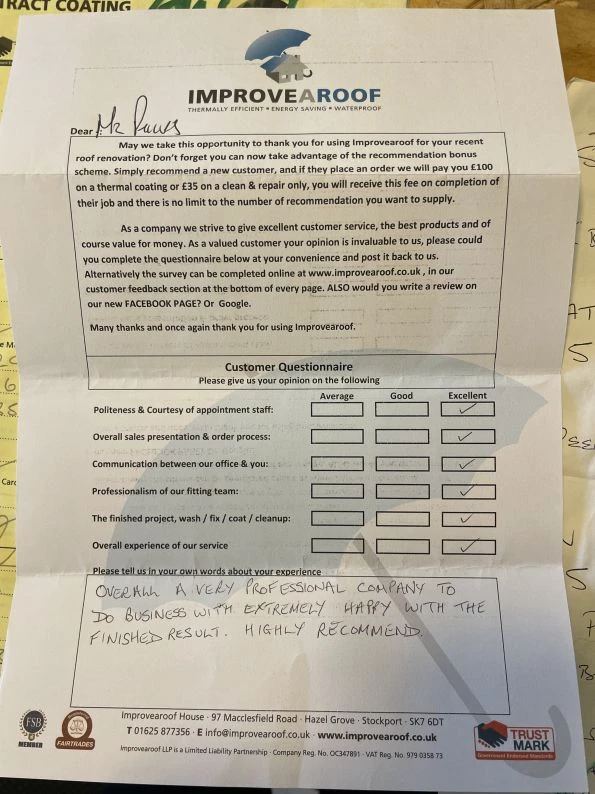 TRACT COATING
IMPROVEAROOF
THERMALLY EFFICIENT • ENERGY SAVING • WATERPROOF
Dear Mr
May we take this opportunity to thank you for using Improvearoof for your recent
roof renovation? Don't forget you can now take advantage of the recommendation bonus
scheme. Simply recommend a new customer, and if they place an order we will pay you £100
on a thermal coating or £35 on a clean & repair only, you will receive this fee on completion of
their job and there is no limit to the number of recommendation you want to supply.
As a company we strive to give excellent customer service, the best products and of
course value for money. As a valued customer your opinion is invaluable to us, please could
you complete the questionnaire below at your convenience and post it back to us.
Alternatively the survey can be completed online at www.improvearoof.co.uk , in our
customer feedback section at the bottom of every page. ALSO would you write a review on
our new FACEBOOK PAGE? Or Google.
Many thanks and once again thank you for using Improvearoof.
Customer Questionnaire
Please give us your opinion on the following
Average Good Excellent
Politeness & Courtesy of appointment staff:
Overall sales presentation & order process:
Communication between our office & you:
Professionalism of our fitting team:
The finished project, wash / fix / coat / cleanup:
Overall experience of our service
Please tell us in your own words about your experience
OVERALL A VERY PROFESSIONAL COMPANY TO
DO BUSINESS WITH EXTREMELY HAPPY WITH THE
FINISHED RESULT. HIGHLY RECOMMEND.
FSB
MEMBER
FAIRTRADES
Improvearoof House · 97 Macclesfield Road · Hazel Grove · Stockport · SK7 6DT
T 01625 877356 · E info@improvearoof.co.uk · www.improvearoof.co.uk
Improvearoof LLP is a Limited Liability Partnership · Company Reg. No. OC347891 · VAT Reg. No. 979 0358 73
TRUST
MARK
Government Endorsed Standards